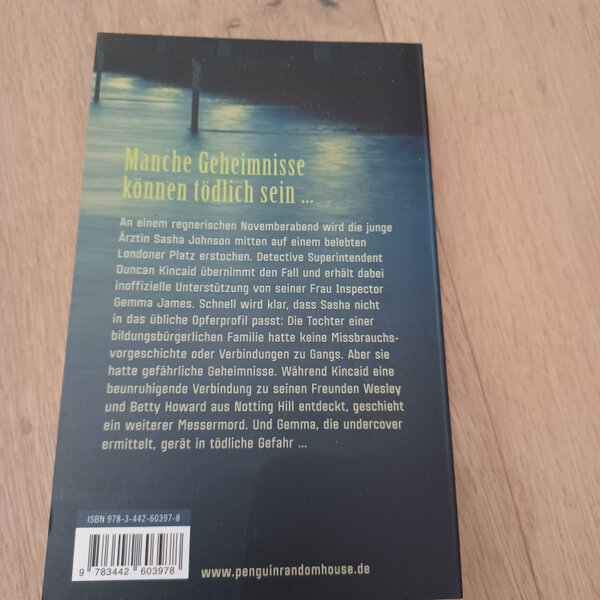 Manche Geheimnisse
können tödlich sein ...
An einem regnerischen Novemberabend wird die junge
Ärztin Sasha Johnson mitten auf einem belebten
Londoner Platz erstochen. Detective Superintendent
Duncan Kincaid übernimmt den Fall und erhält dabei
inoffizielle Unterstützung von seiner Frau Inspector
Gemma James. Schnell wird klar, dass Sasha nicht
in das übliche Opferprofil passt: Die Tochter einer
bildungsbürgerlichen Familie hatte keine Missbrauchs-
vorgeschichte oder Verbindungen zu Gangs. Aber sie
hatte gefährliche Geheimnisse. Während Kincaid eine
beunruhigende Verbindung zu seinen Freunden Wesley
und Betty Howard aus Notting Hill entdeckt, geschieht
ein weiterer Messermord. Und Gemma, die undercover
ermittelt, gerät in tödliche Gefahr ...
ISBN 978-3-442-60397-8
9 783442 603978
www.penguinrandomhouse.de